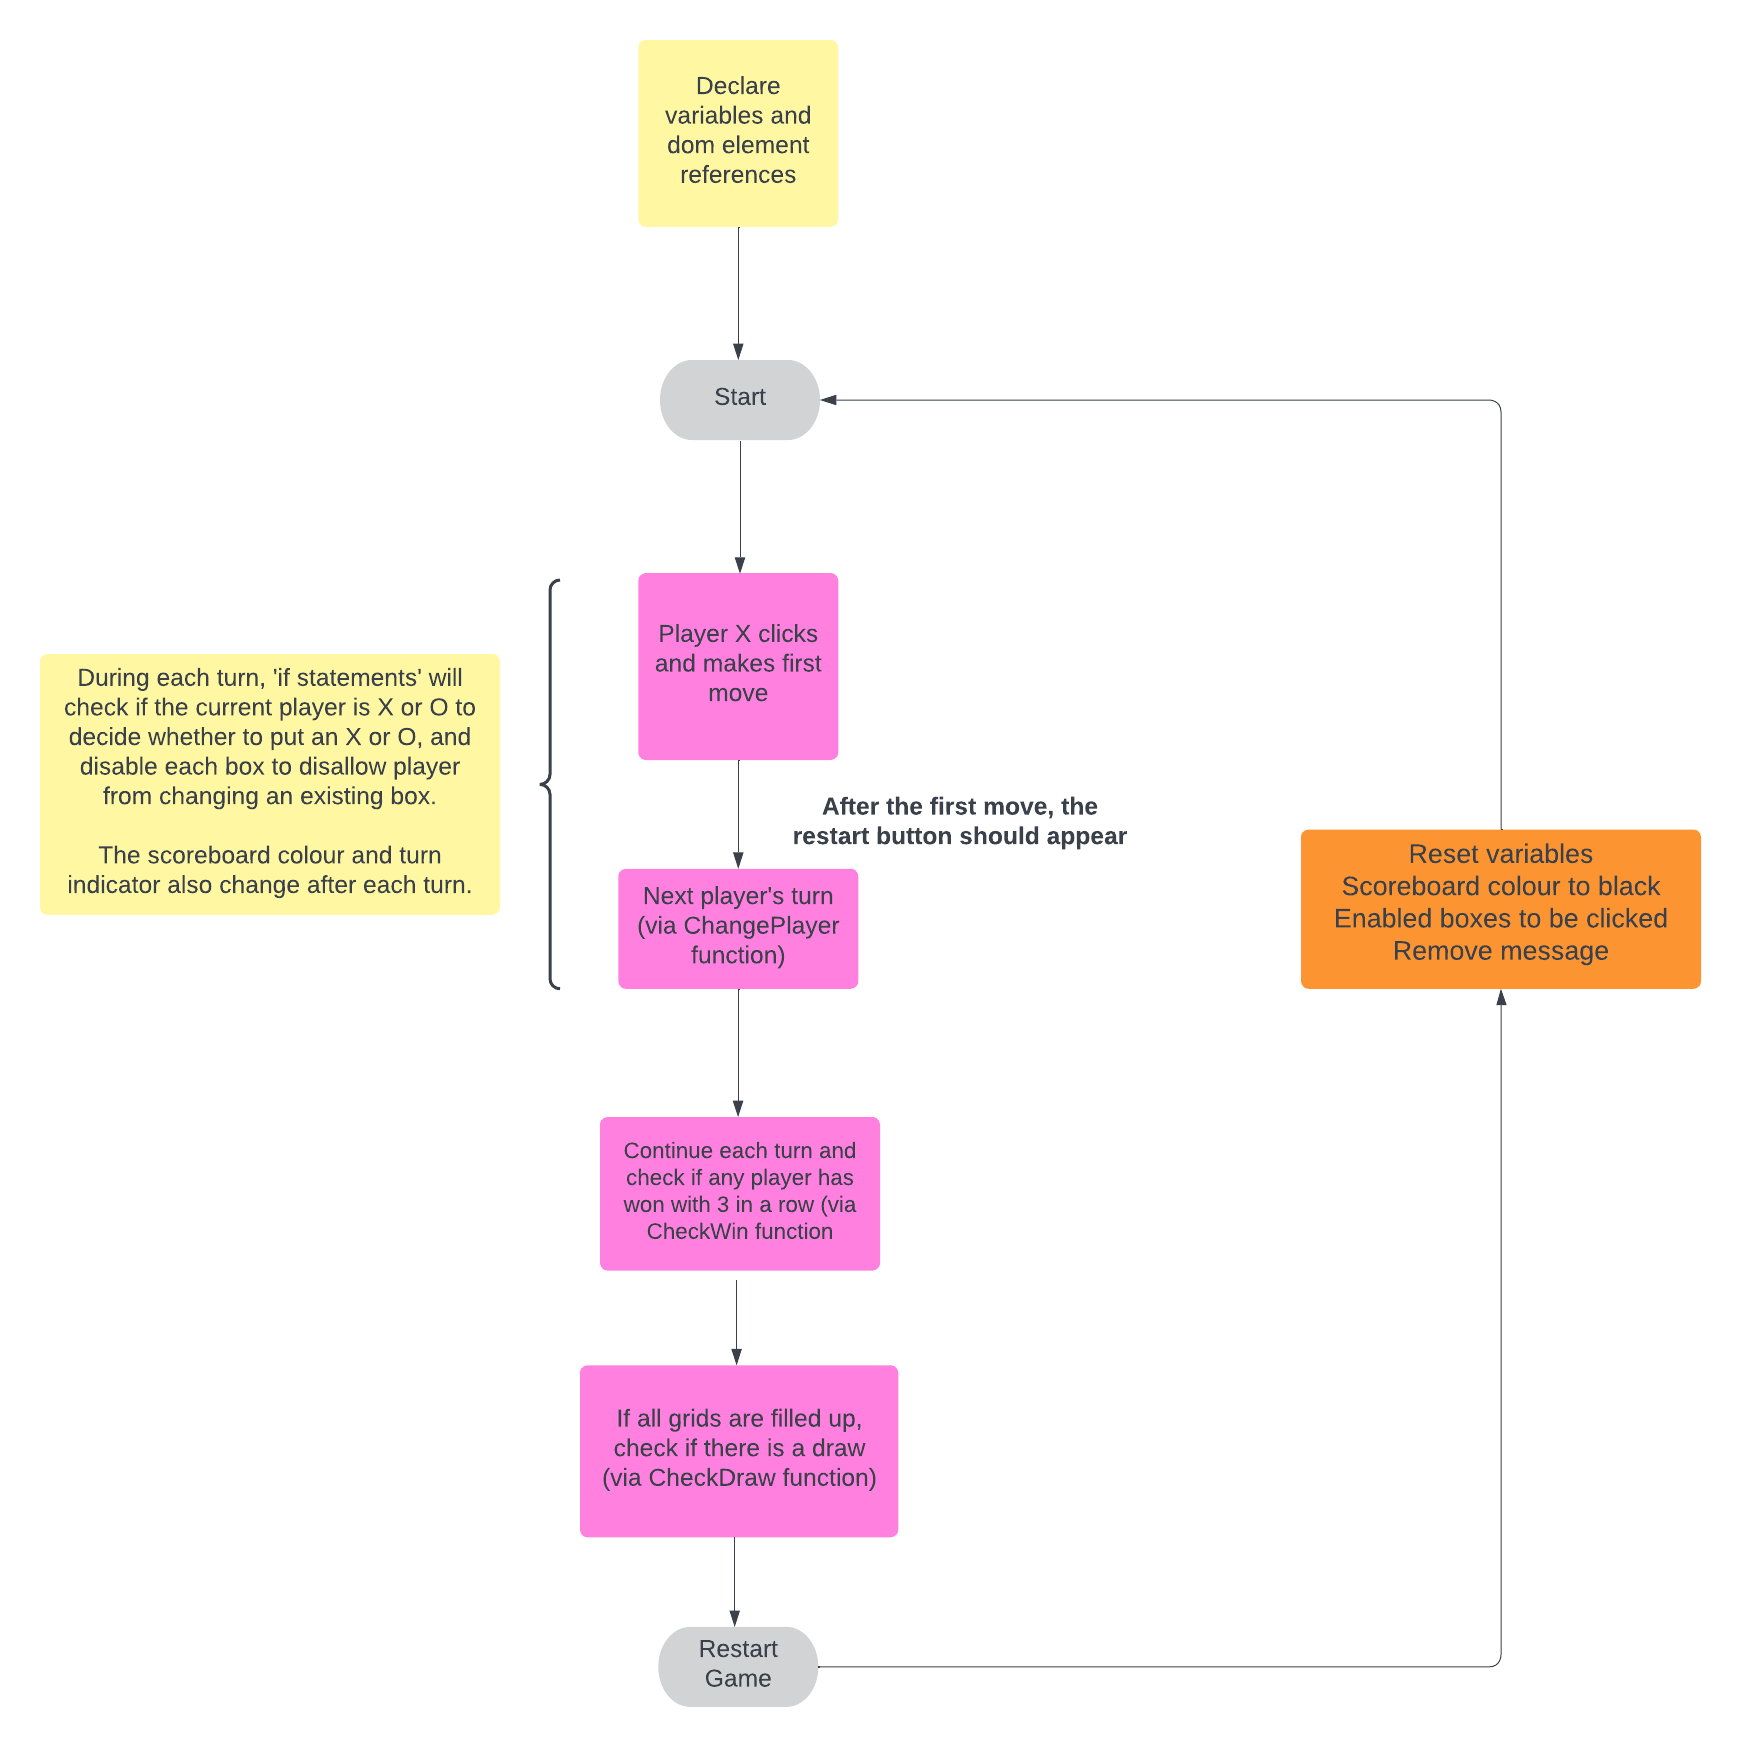 Declare
variables and
dom element
references
Start
Player X clicks
and makes first
move
During each turn, 'if statements' will
check if the current player is X or O to
decide whether to put an X or O, and
disable each box to disallow player
from changing an existing box.
The scoreboard colour and turn
indicator also change after each turn.
After the first move, the
restart button should appear
Next player's turn
(via ChangePlayer
function)
Reset variables
Scoreboard colour to black
Enabled boxes to be clicked
Remove message
Continue each turn and
check if any player has
won with 3 in a row (via
CheckWin function
If all grids are filled up,
check if there is a draw
(via CheckDraw function)
Restart
Game